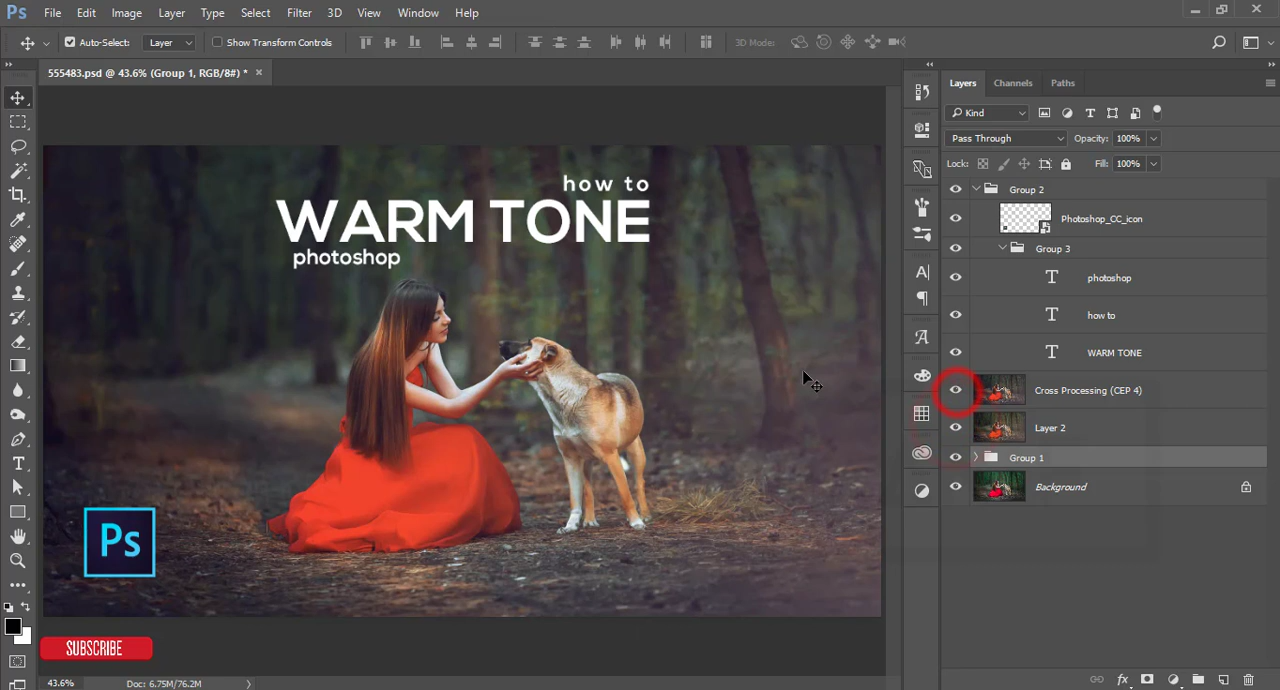 Ps File Edit Image Layer Type Select Filter 3D View Window Help
Auto-Select: Layer Show Transform Controls 3D Mode:
555483.psd @ 43.6% (Group 1, RGB/8#) * ×
Layers Channels Paths
Kind T
Pass Through Opacity: 100%
Lock: Fill: 100%
Group 2
Photoshop_CC_icon
Group 3
T photoshop
T how to
T WARM TONE
Cross Processing (CEP 4)
Layer 2
Group 1
Background
how to
WARM TONE
photoshop
Ps
SUBSCRIBE
43.6% Doc: 6.75M/76.2M
fx